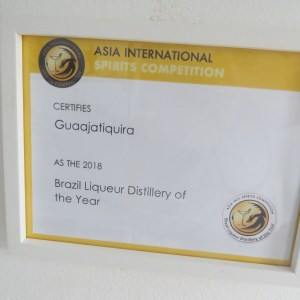 ASIA INTERNATIONAL
SPIRITS COMPETITION
CERTIFIES
Guaajatiquira
AS THE 2018
Brazil Liqueur Distillery of
the Year